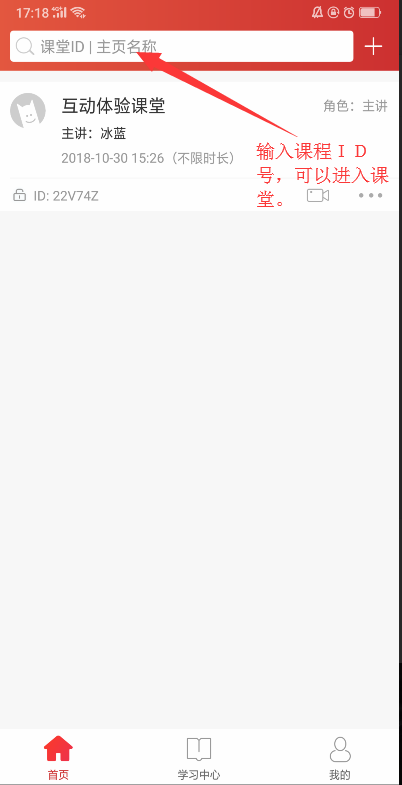 17:18
课堂ID | 主页名称
互动体验课堂
角色：主讲
主讲：冰蓝
2018-10-30 15:26（不限时长）
输入课程ＩＤ
号，可以进入课
堂。
ID: 22V74Z
首页
学习中心
我的